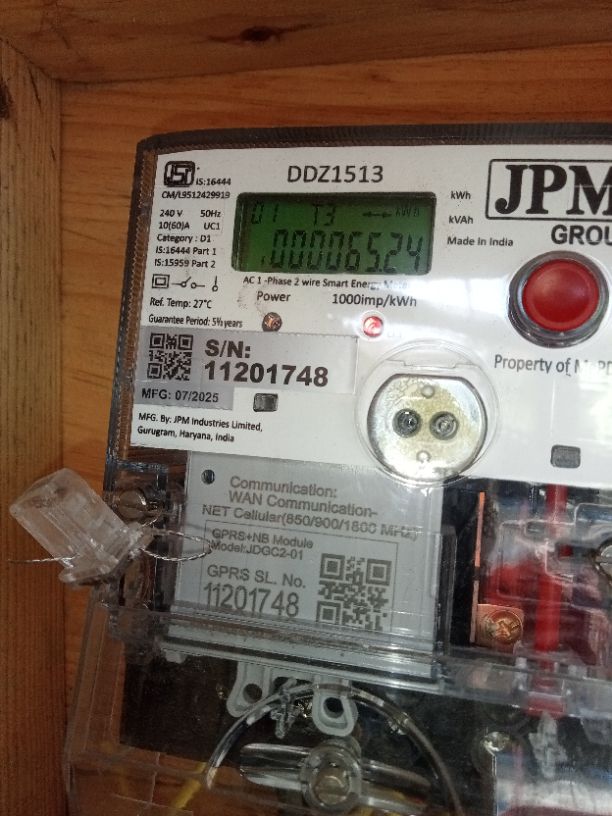 IS:16444
CM/L9512429919
DDZ1513
JPM
GROU
240 V 50Hz
10(60)A UC1
Category : D1
IS:16444 Part 1
IS:15959 Part 2
01 T3 kWh
.00006524
kWh
kVAh
Made in India
AC 1 -Phase 2 wire Smart Energy
Ref. Temp: 27°C
Power 1000imp/kWh
Guarantee Period: 5½ years
S/N:
11201748
MFG: 07/2025
Property of
MFG. By: JPM Industries Limited,
Gurugram, Haryana, India
Communication:
WAN Communication-
NET Cellular(850/900/1800 MHz)
GPRS+NB Module
Model:JDGC2-01
GPRS SL. No.
11201748